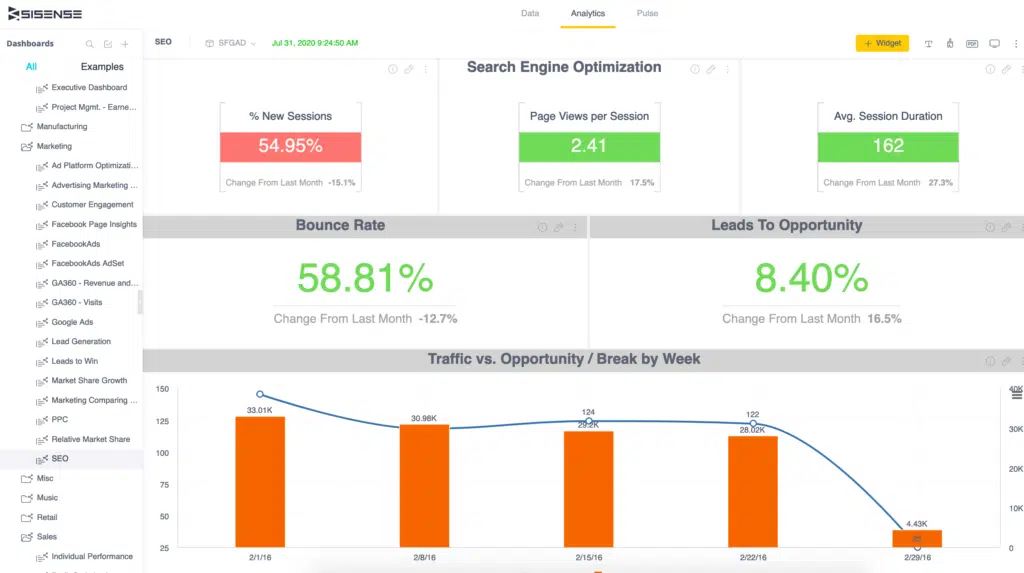 SISENSE
Data Analytics Pulse
Dashboards
SEO
SFGAD
Jul 31, 2020 9:24:50 AM
+ Widget
PDF
All Examples
Executive Dashboard
Project Mgmt. - Earne...
Manufacturing
Marketing
Ad Platform Optimizati...
Advertising Marketing ...
Customer Engagement
Facebook Page Insights
FacebookAds
FacebookAds AdSet
GA360 - Revenue and...
GA360 - Visits
Google Ads
Lead Generation
Leads to Win
Market Share Growth
Marketing Comparing ...
PPC
Relative Market Share
SEO
Misc
Music
Retail
Sales
Individual Performance
Search Engine Optimization
% New Sessions
54.95%
Change From Last Month -15.1%
Page Views per Session
2.41
Change From Last Month 17.5%
Avg. Session Duration
162
Change From Last Month 27.3%
Bounce Rate
58.81%
Change From Last Month -12.7%
Leads To Opportunity
8.40%
Change From Last Month 16.5%
Traffic vs. Opportunity / Break by Week
150
125
100
75
50
25
33.01K
30.98K
124
29.2K
122
28.02K
4.43K
40K
30K
20K
10K
0
2/1/16 2/8/16 2/15/16 2/22/16 2/29/16